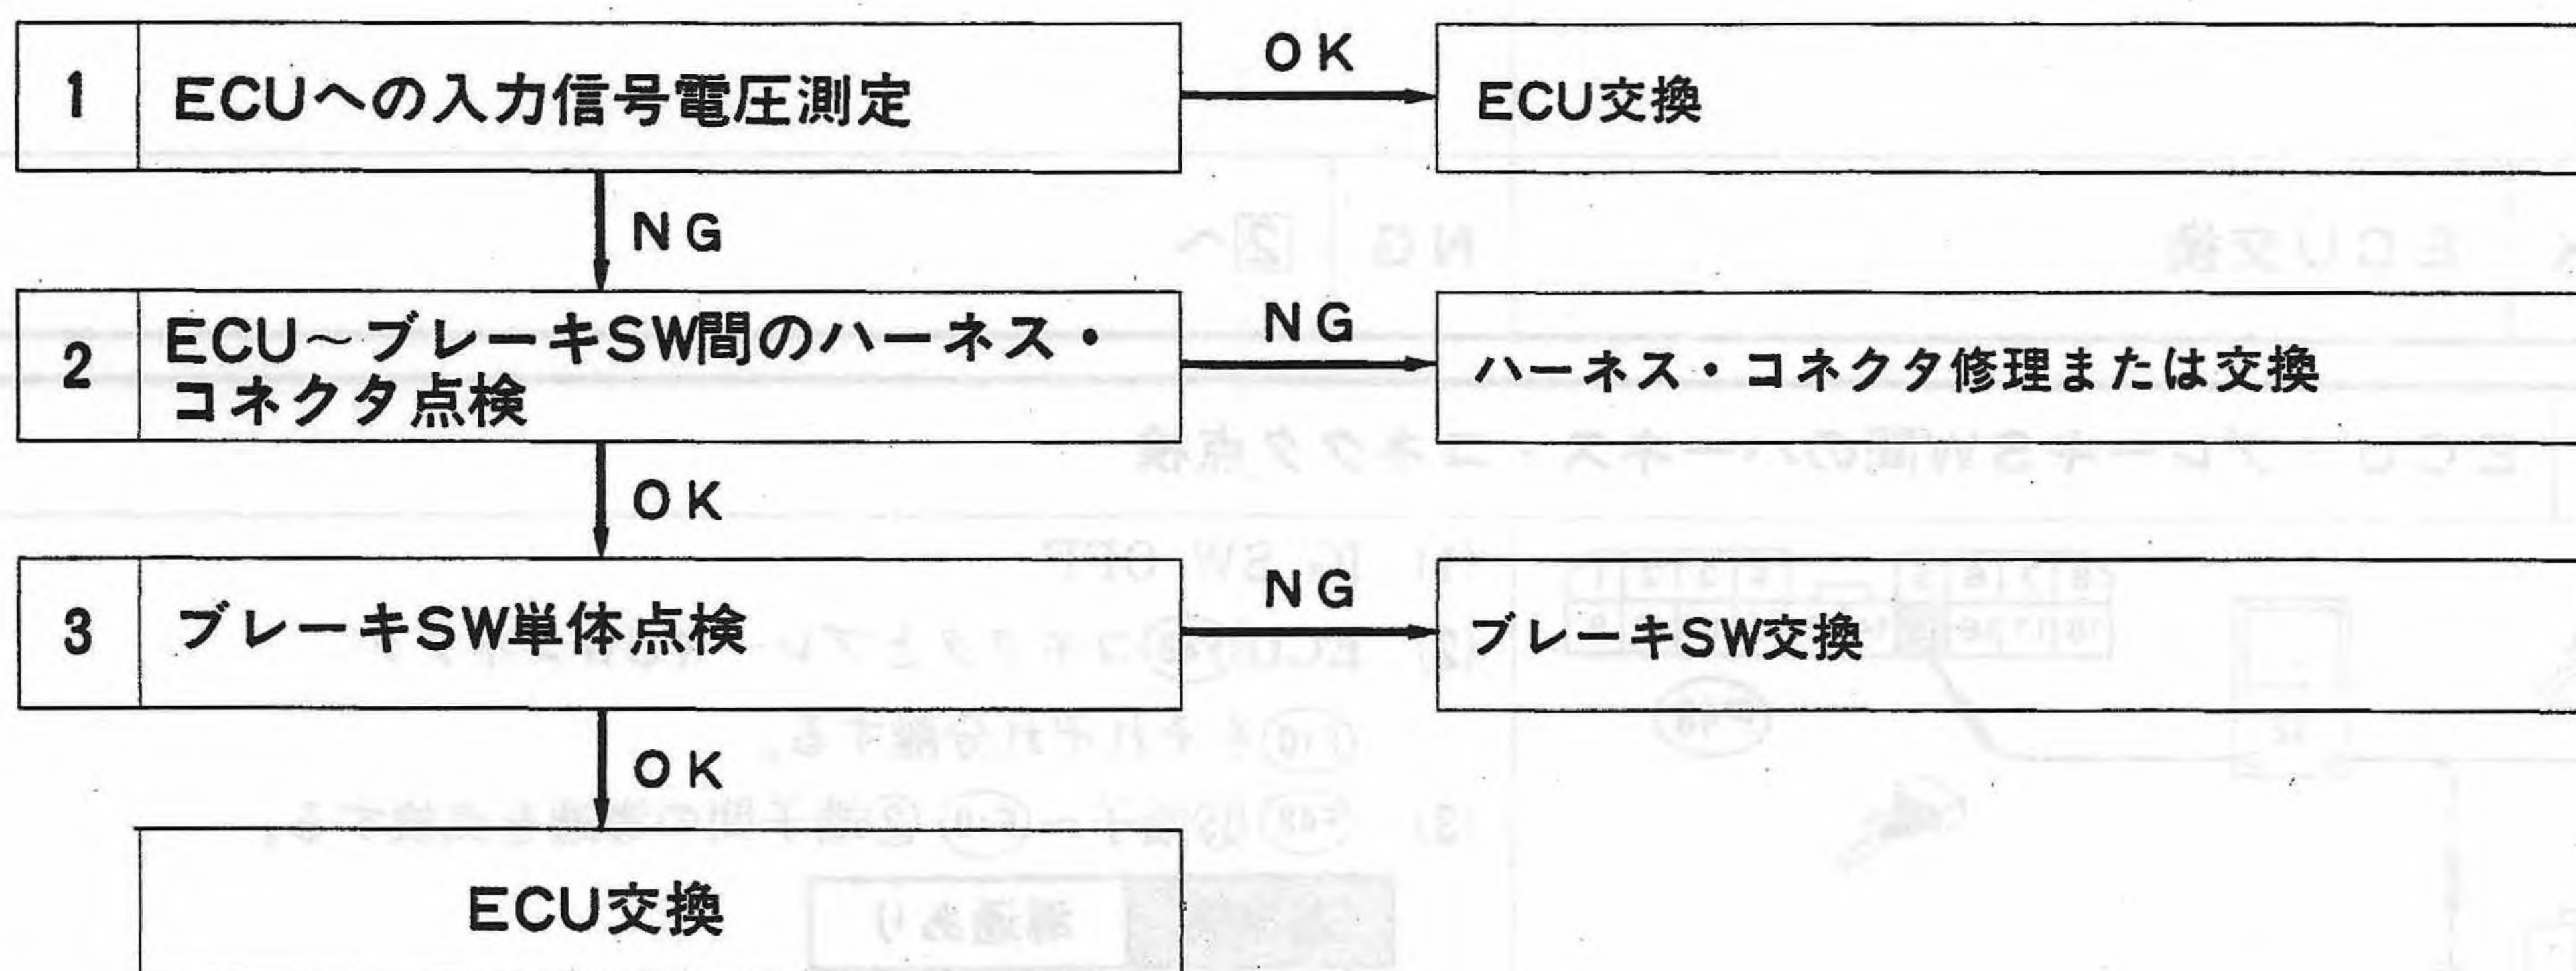 1 ECUへの入力信号電圧測定
OK
ECU交換
NG
2 ECU～ブレーキSW間のハーネス・
コネクタ点検
NG
ハーネス・コネクタ修理または交換
OK
3 ブレーキSW単体点検
NG
ブレーキSW交換
OK
ECU交換